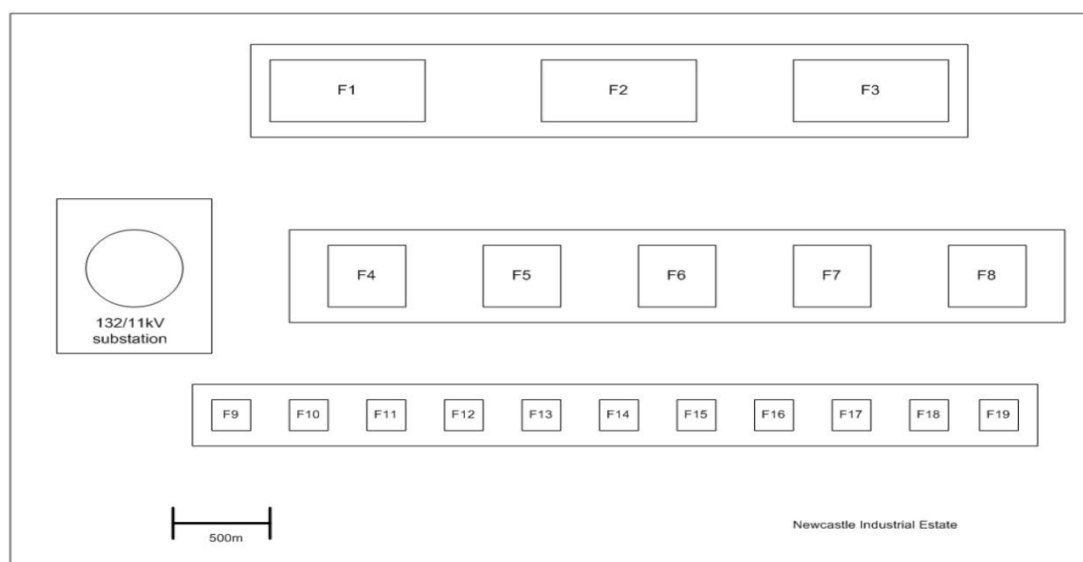 F1
F2
F3
132/11kV
substation
F4
F5
F6
F7
F8
F9
F10
F11
F12
F13
F14
F15
F16
F17
F18
F19
500m
Newcastle Industrial Estate